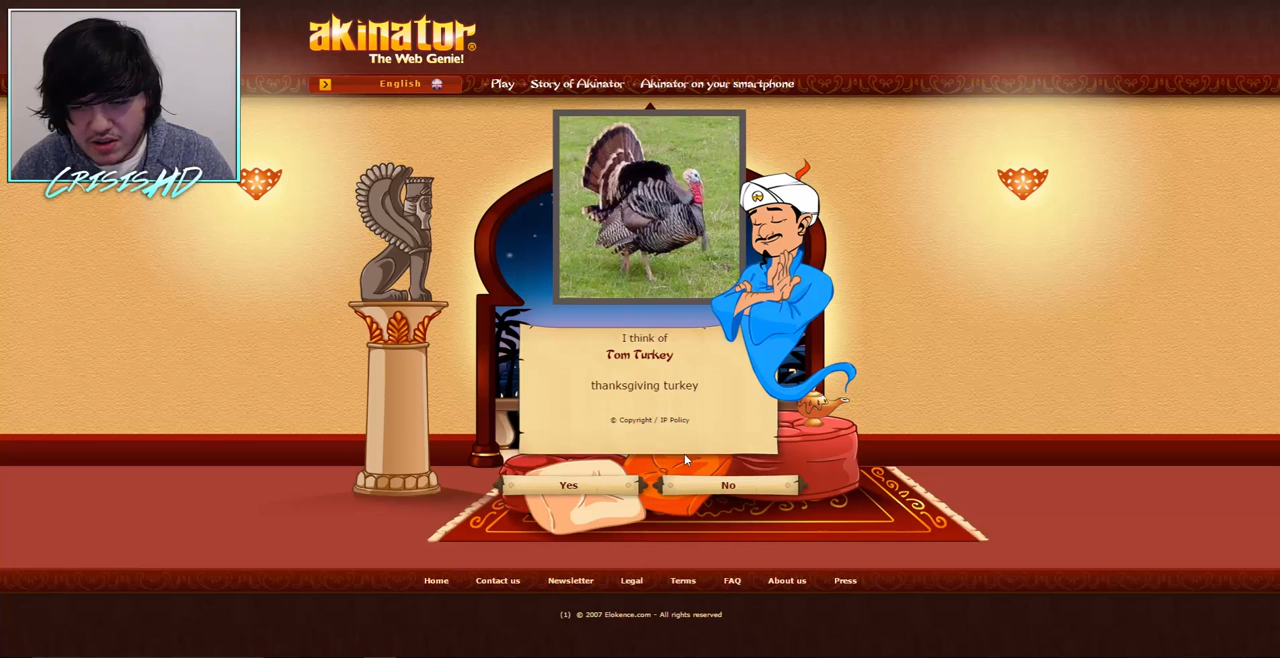 akinator®
The Web Genie!
English
Play Story of Akinator Akinator on your smartphone
CRISISHD
I think of
Tom Turkey
thanksgiving turkey
© Copyright / IP Policy
Yes No
Home Contact us Newsletter Legal Terms FAQ About us Press
(1) © 2007 Elokence.com - All rights reserved